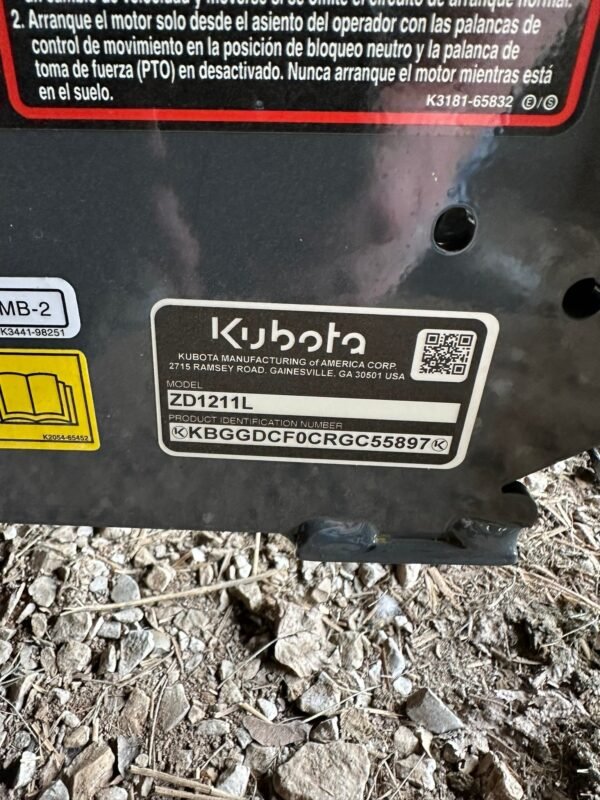 2. Arranque el motor solo desde el asiento del operador con las palancas de
control de movimiento en la posición de bloqueo neutro y la palanca de
toma de fuerza (PTO) en desactivado. Nunca arranque el motor mientras está
en el suelo.
K3181-65832 Ⓔ/Ⓢ
MB-2
K3441-98251
K2054-65452
Kubota
KUBOTA MANUFACTURING of AMERICA CORP.
2715 RAMSEY ROAD. GAINESVILLE, GA 30501 USA
MODEL
ZD1211L
PRODUCT IDENTIFICATION NUMBER
KBGGDCF0CRGC55897